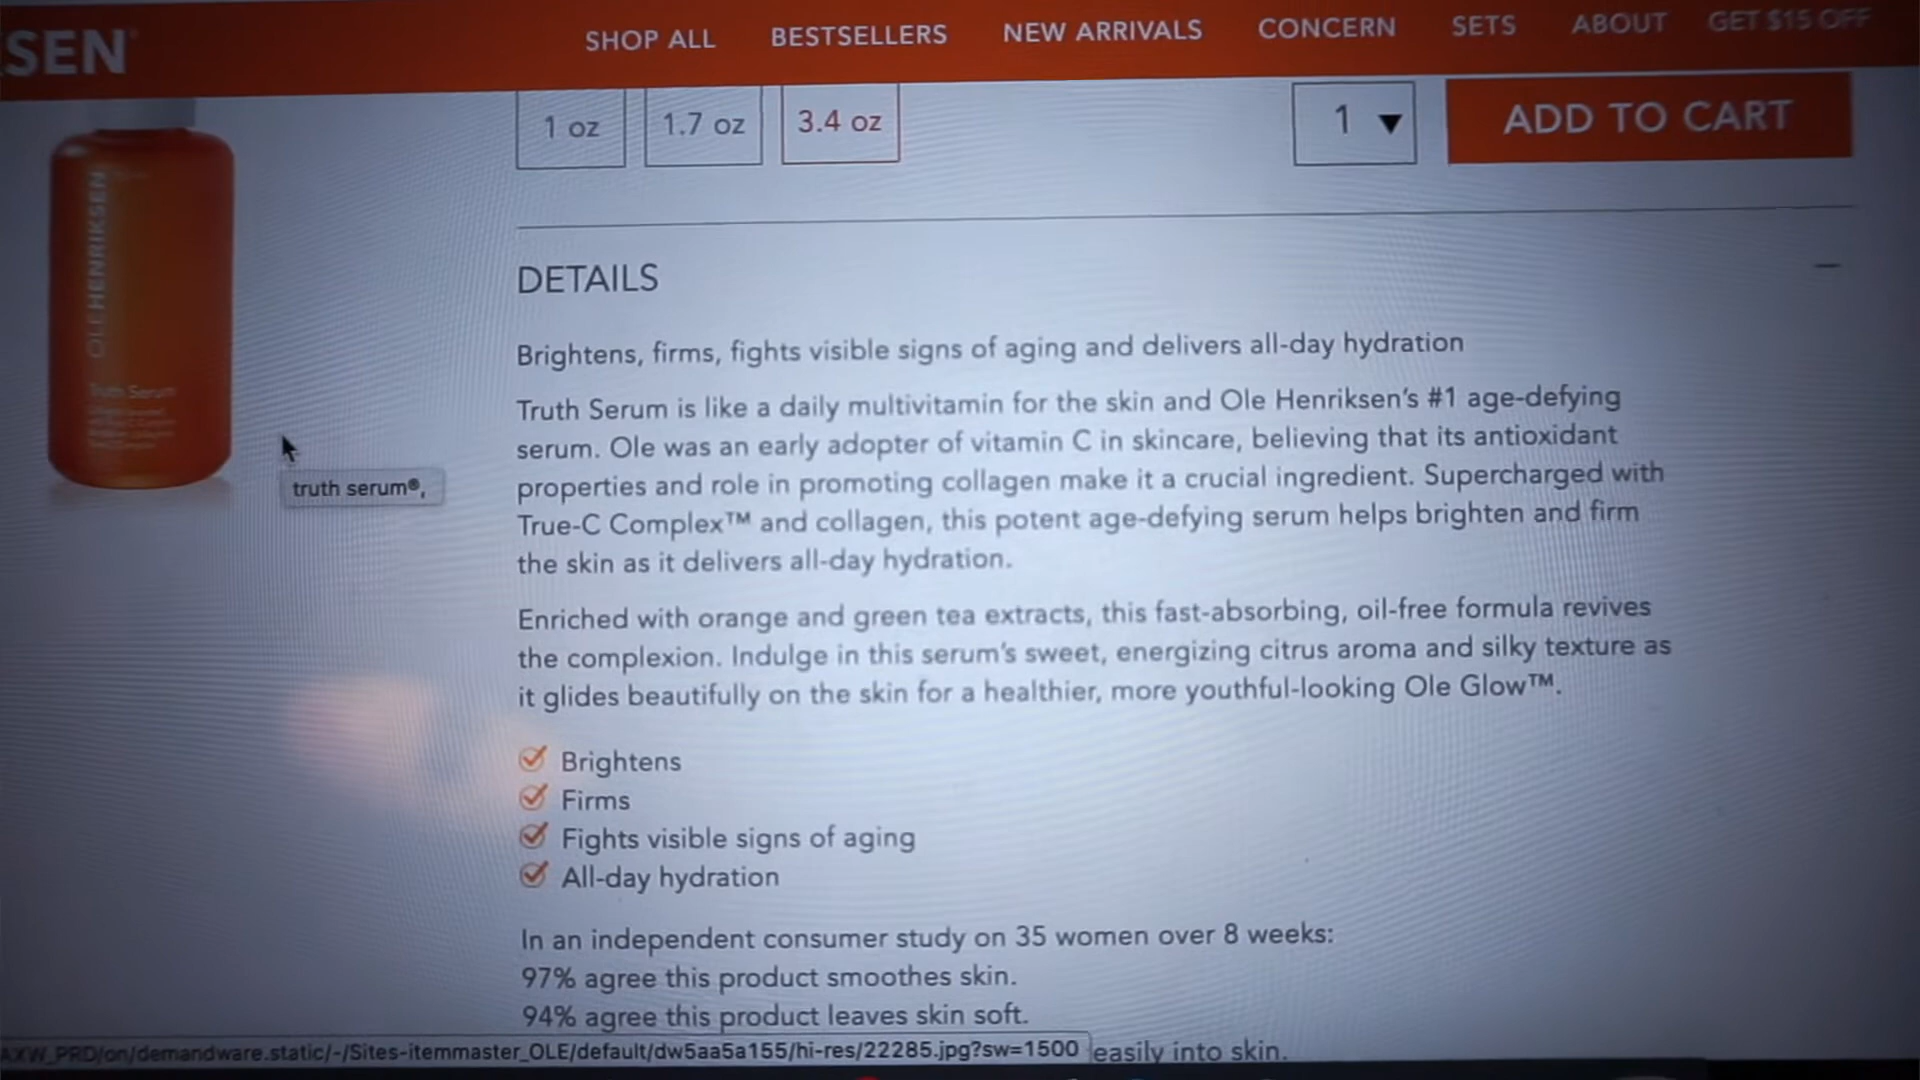 SEN
SHOP ALL
BESTSELLERS
NEW ARRIVALS
CONCERN
SETS
ABOUT
GET $15 OFF
1 oz
1.7 oz
3.4 oz
1
ADD TO CART
OLEHENRIKSEN
Truth Serum
truth serum®,
DETAILS
Brightens, firms, fights visible signs of aging and delivers all-day hydration
Truth Serum is like a daily multivitamin for the skin and Ole Henriksen's #1 age-defying
serum. Ole was an early adopter of vitamin C in skincare, believing that its antioxidant
properties and role in promoting collagen make it a crucial ingredient. Supercharged with
True-C Complex™ and collagen, this potent age-defying serum helps brighten and firm
the skin as it delivers all-day hydration.
Enriched with orange and green tea extracts, this fast-absorbing, oil-free formula revives
the complexion. Indulge in this serum's sweet, energizing citrus aroma and silky texture as
it glides beautifully on the skin for a healthier, more youthful-looking Ole Glow™.
Brightens
Firms
Fights visible signs of aging
All-day hydration
In an independent consumer study on 35 women over 8 weeks:
97% agree this product smoothes skin.
94% agree this product leaves skin soft.
easily into skin.
AXW_PRD/on/demandware.static/-/Sites-itemmaster_OLE/default/dw5aa5a155/hi-res/22285.jpg?sw=1500